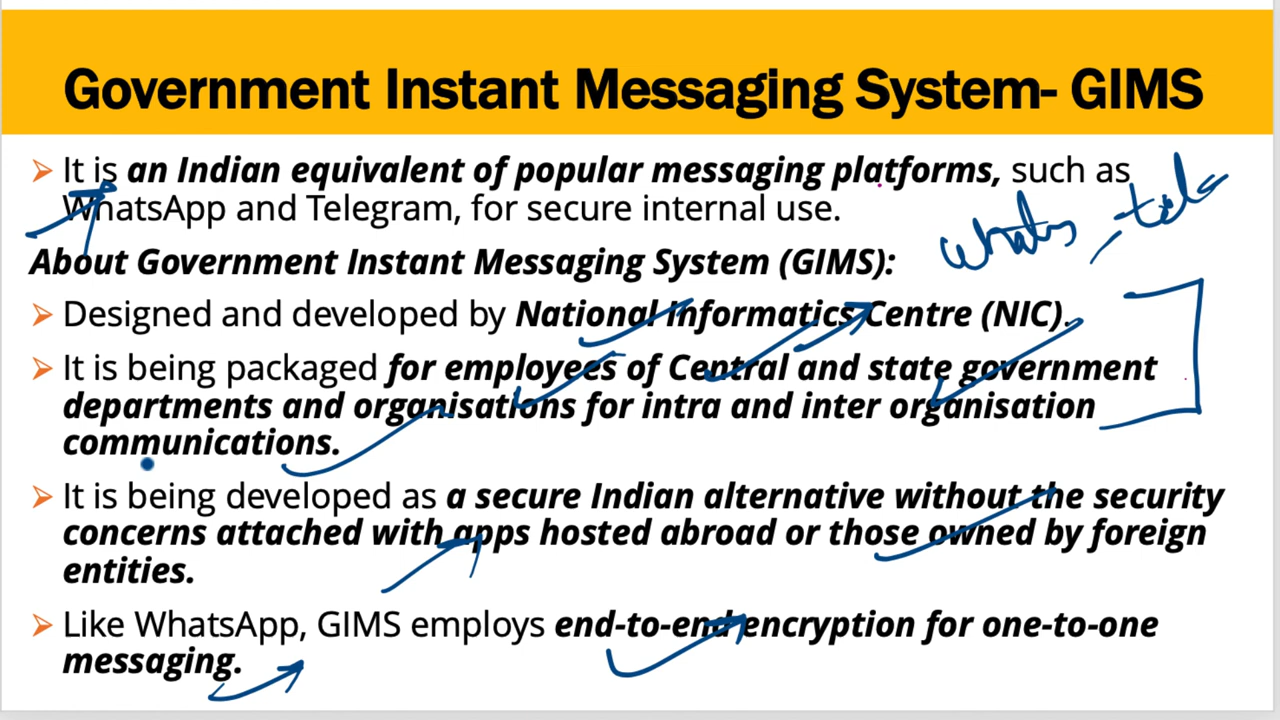 Government Instant Messaging System- GIMS
➢ It is an Indian equivalent of popular messaging platforms, such as
WhatsApp and Telegram, for secure internal use.
whats, tele
About Government Instant Messaging System (GIMS):
➢ Designed and developed by National Informatics Centre (NIC).
➢ It is being packaged for employees of Central and state government
departments and organisations for intra and inter organisation
communications.
➢ It is being developed as a secure Indian alternative without the security
concerns attached with apps hosted abroad or those owned by foreign
entities.
➢ Like WhatsApp, GIMS employs end-to-end encryption for one-to-one
messaging.